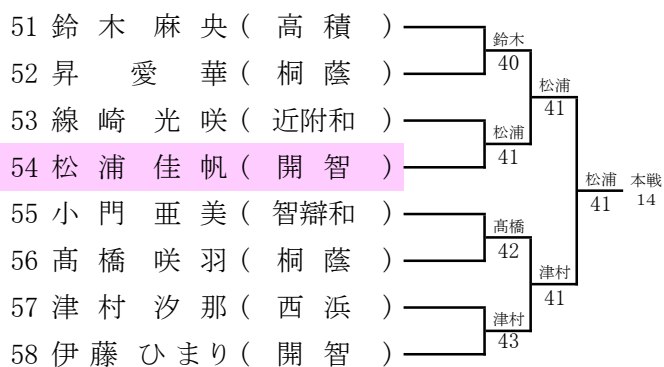 51 鈴木 麻央 ( 高積 )
52 昇 愛華 ( 桐蔭 )
53 線崎 光咲 ( 近附和 )
54 松浦 佳帆 ( 開智 )
55 小門 亜美 ( 智辯和 )
56 髙橋 咲羽 ( 桐蔭 )
57 津村 汐那 ( 西浜 )
58 伊藤 ひまり ( 開智 )
鈴木
40
松浦
41
髙橋
42
津村
43
松浦
41
津村
41
松浦
41
本戦
14